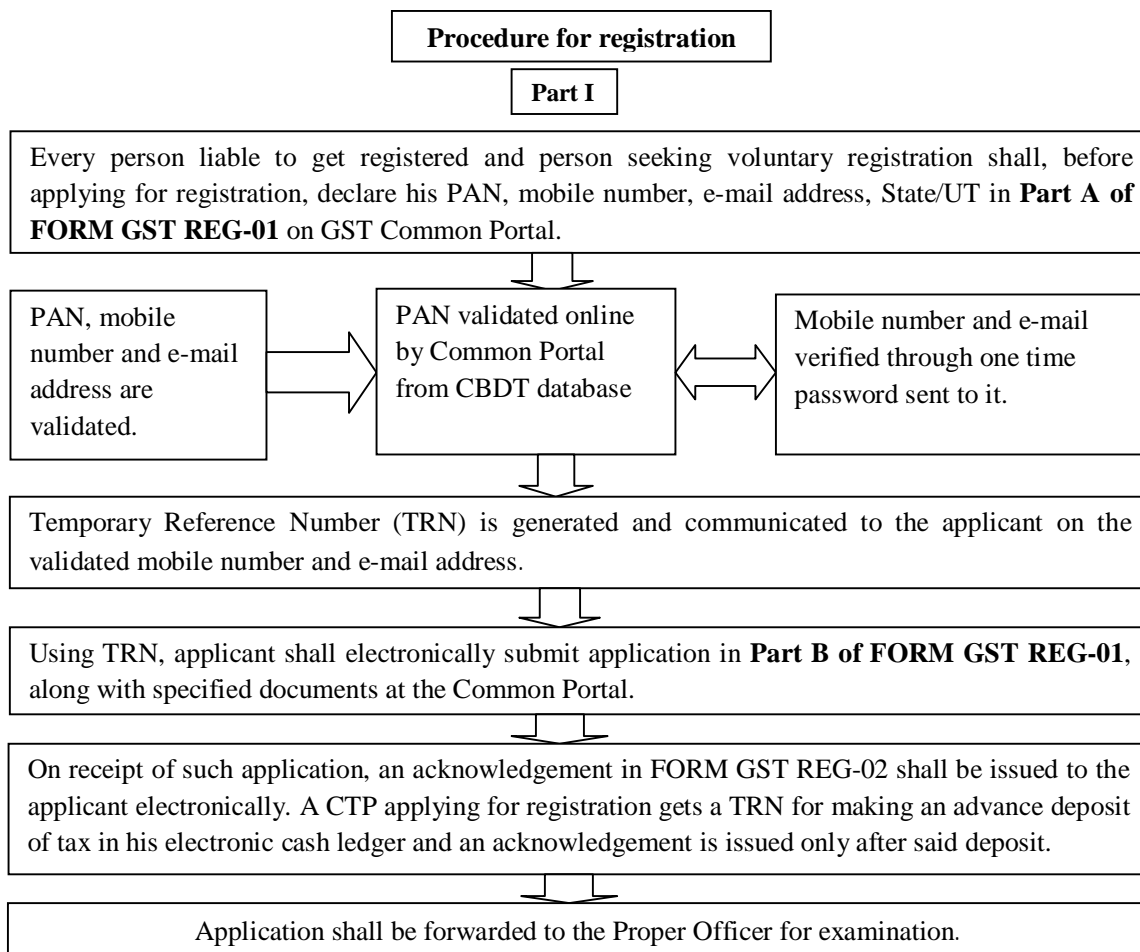 Procedure for registration
Part I
Every person liable to get registered and person seeking voluntary registration shall, before
applying for registration, declare his PAN, mobile number, e-mail address, State/UT in Part A of
FORM GST REG-01 on GST Common Portal.
PAN, mobile
number and e-mail
address are
validated.
PAN validated online
by Common Portal
from CBDT database
Mobile number and e-mail
verified through one time
password sent to it.
Temporary Reference Number (TRN) is generated and communicated to the applicant on the
validated mobile number and e-mail address.
Using TRN, applicant shall electronically submit application in Part B of FORM GST REG-01,
along with specified documents at the Common Portal.
On receipt of such application, an acknowledgement in FORM GST REG-02 shall be issued to the
applicant electronically. A CTP applying for registration gets a TRN for making an advance deposit
of tax in his electronic cash ledger and an acknowledgement is issued only after said deposit.
Application shall be forwarded to the Proper Officer for examination.